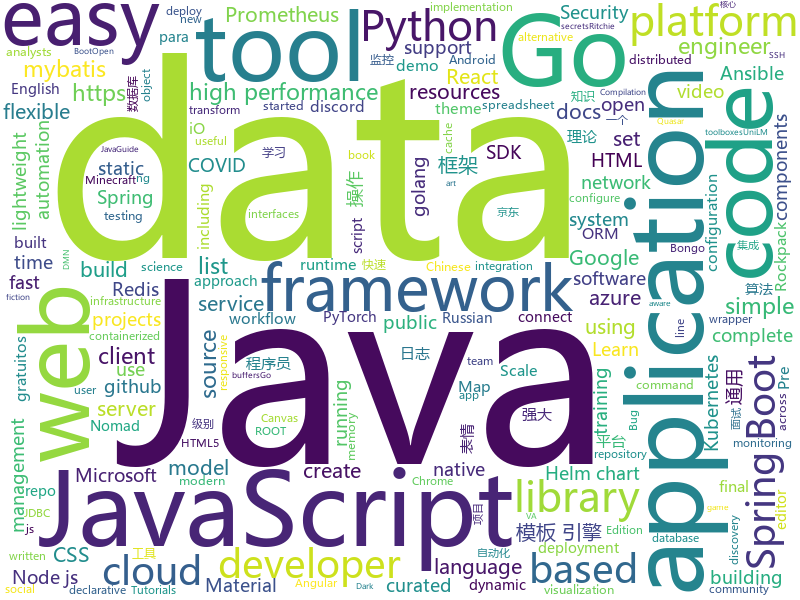 easy
deploy
new
para
implementation
alternative
核心
tool
Prometheus
Python
Go
platform
analysts
BootOpen
Security
secretsRitchie
SSH
mybatis
support
engineer
English
object
https
high performance
监控
Android
distributed
demo
React
Ansible
数据库
transform
started
discord
resources
theme
spreadsheet
知识
video
flexible
iO
useful
book
cache
docs
open
Compilation
一个
Quasar
data
application
code
lightweight
automation
JavaGuide
学习
COVID
操作
golang
框架
SDK
理论
set
HTML
toolboxesUniLM
static
Minecraft
ng
Spring
testing
including
interfaces
script
京东
configure
network
system
ORM
configuration
Bongo
集成
components
Rockpack
built
time
DMN
science
list
approach
runtime
快速
Chinese
integration
Google
software
算法
fast
build
Redis
infrastructure
service
framework
azure
aware
wrapper
projects
containerized
workflow
PyTorch
public
Russian
connect
using
line
simple
complete
web
Java
client
source
responsive
程序员
日志
team
Scale
Learn
gratuitos
use
user
github
buffersGo
app
Map
training
Kubernetes
command
Pre
across
management
server
Nomad
级别
running
memory
Canvas
ROOT
表情
强大
平台
Bug
面试
通用
monitoring
JavaScript
HTML5
model
create
native
Chrome
项目
library
Helm chart
repository
Spring Boot
repo
Microsoft
modern
模板 引擎
Edition
final
editor
JDBC
js
written
CSS
工具
cloud
developer
language
自动化
based
deployment
database
discovery
Node js
declarative
Tutorials
Material
Angular
curated
dynamic
visualization
VA
building
game
community
social
fiction
Dark
art